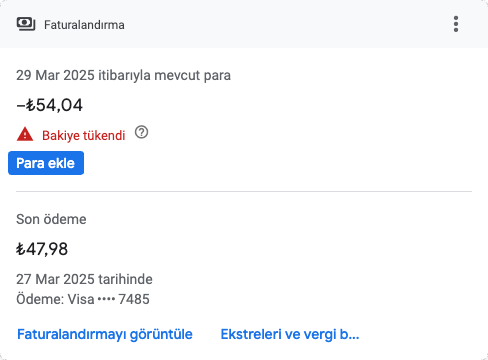 Faturalandırma
29 Mar 2025 itibarıyla mevcut para
-₺54,04
Bakiye tükendi
Para ekle
Son ödeme
₺47,98
27 Mar 2025 tarihinde
Ödeme: Visa •••• 7485
Faturalandırmayı görüntüle Ekstreleri ve vergi b...